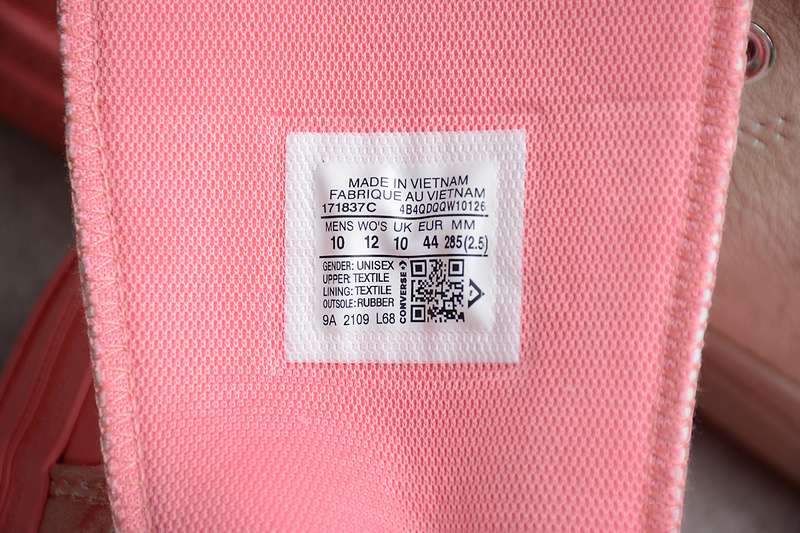 MADE IN VIETNAM
FABRIQUE AU VIETNAM
171837C 4B4QDQQW10126
MENS WO'S UK EUR MM
10 12 10 44 285(2.5)
GENDER: UNISEX
UPPER: TEXTILE
LINING: TEXTILE
OUTSOLE: RUBBER
9A 2109 L68
CONVERSE